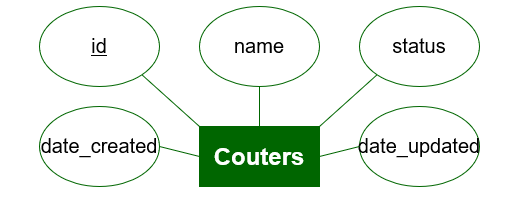 id
name
status
date_created
Couters
date_updated